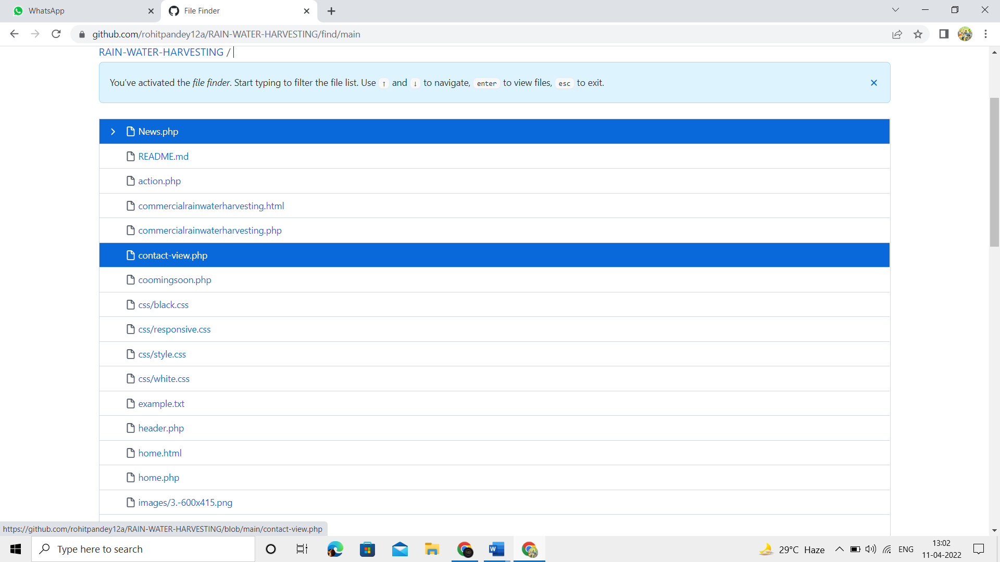 WhatsApp
File Finder
github.com/rohitpandey12a/RAIN-WATER-HARVESTING/find/main
RAIN-WATER-HARVESTING /
You’ve activated the file finder. Start typing to filter the file list. Use ↑ and ↓ to navigate, enter to view files, esc to exit.
News.php
README.md
action.php
commercialrainwaterharvesting.html
commercialrainwaterharvesting.php
contact-view.php
coomingsoon.php
css/black.css
css/responsive.css
css/style.css
css/white.css
example.txt
header.php
home.html
home.php
images/3.-600x415.png
https://github.com/rohitpandey12a/RAIN-WATER-HARVESTING/blob/main/contact-view.php
Type here to search
29°C Haze
ENG
13:02
11-04-2022